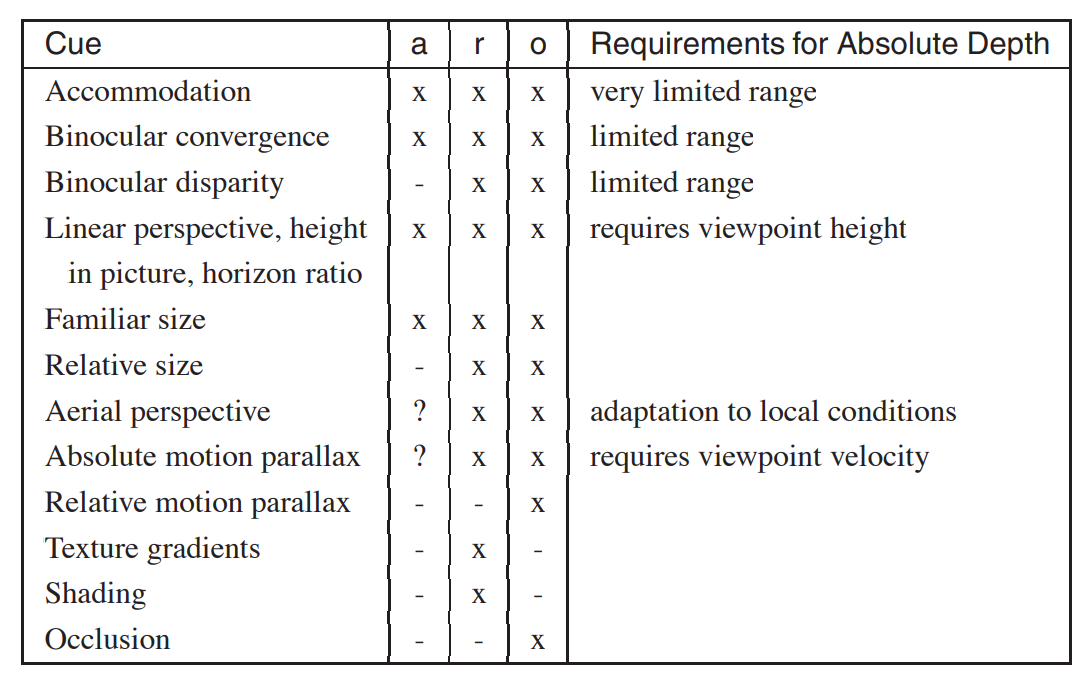 Cue a r o Requirements for Absolute Depth
Accommodation x x x very limited range
Binocular convergence x x x limited range
Binocular disparity - x x limited range
Linear perspective, height x x x requires viewpoint height
in picture, horizon ratio
Familiar size x x x
Relative size - x x
Aerial perspective ? x x adaptation to local conditions
Absolute motion parallax ? x x requires viewpoint velocity
Relative motion parallax - - x
Texture gradients - x -
Shading - x -
Occlusion - - x